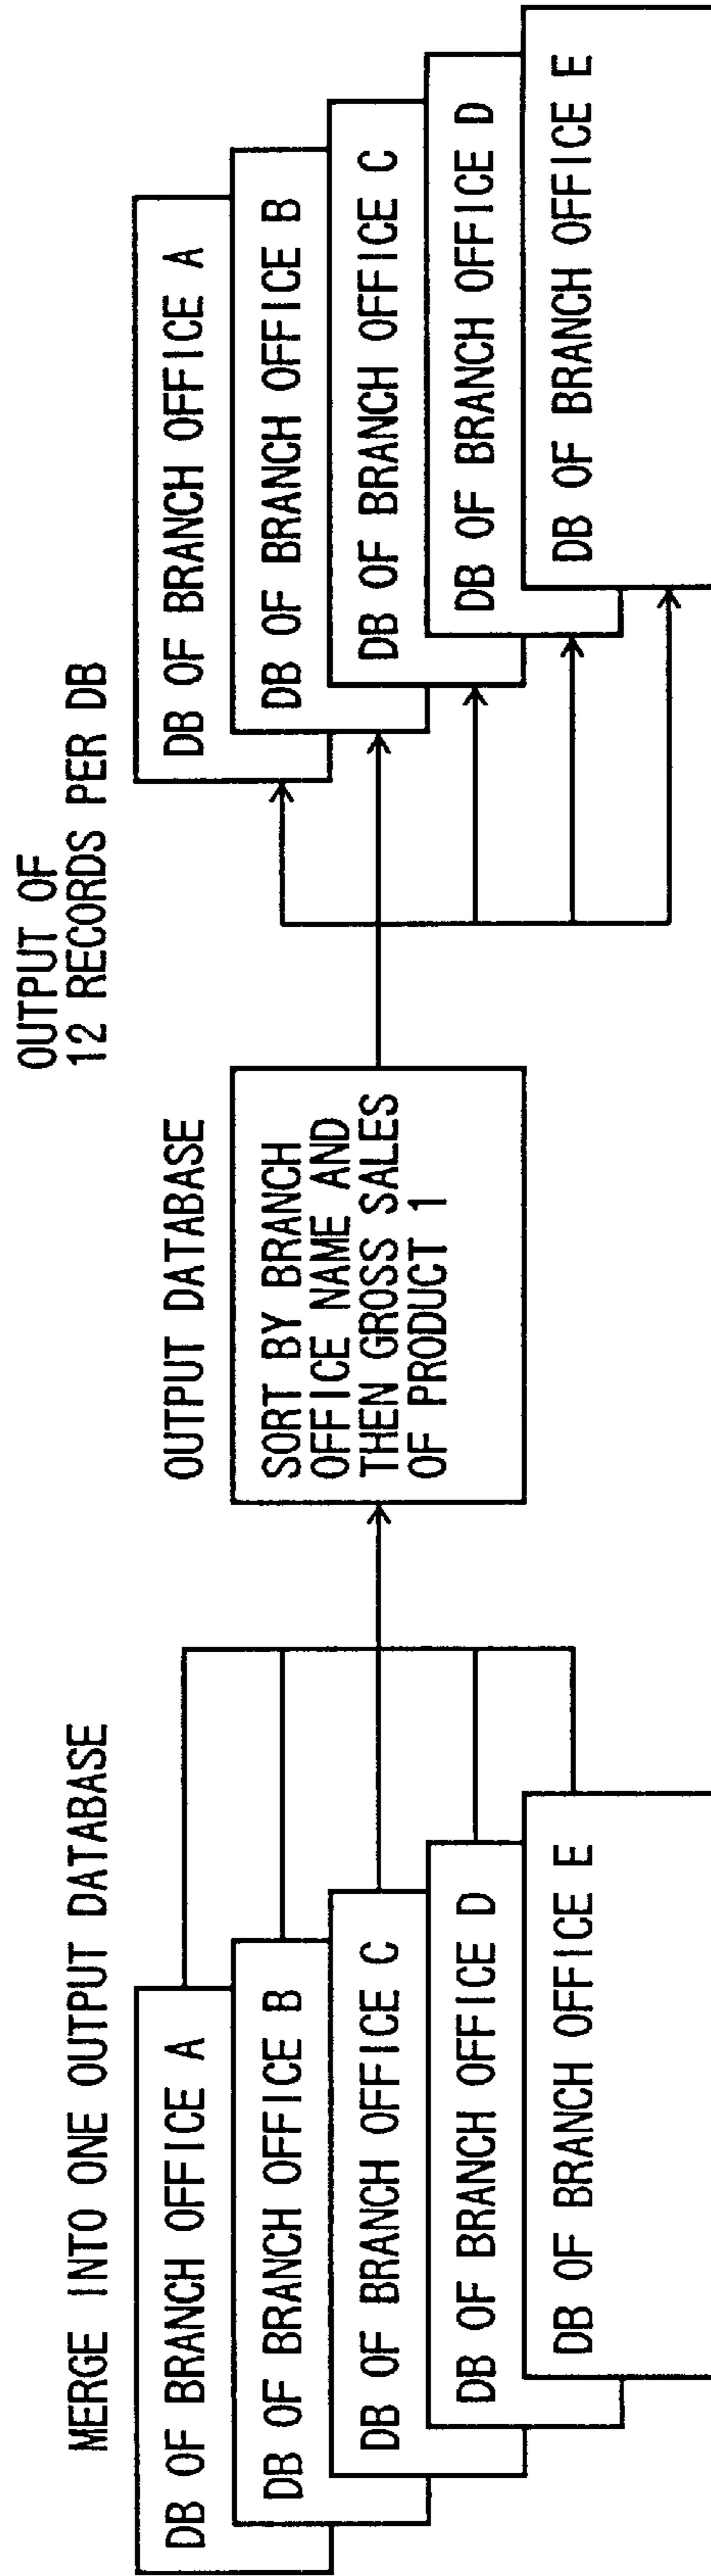 MERGE INTO ONE OUTPUT DATABASE
DB OF BRANCH OFFICE A
DB OF BRANCH OFFICE B
DB OF BRANCH OFFICE C
DB OF BRANCH OFFICE D
DB OF BRANCH OFFICE E
OUTPUT DATABASE
SORT BY BRANCH
OFFICE NAME AND
THEN GROSS SALES
OF PRODUCT 1
OUTPUT OF
12 RECORDS PER DB
DB OF BRANCH OFFICE A
DB OF BRANCH OFFICE B
DB OF BRANCH OFFICE C
DB OF BRANCH OFFICE D
DB OF BRANCH OFFICE E